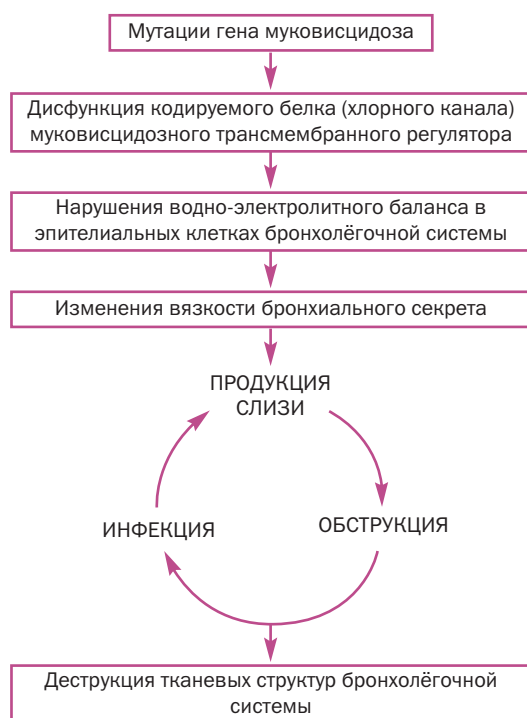 Мутации гена муковисцидоза
Дисфункция кодируемого белка (хлорного канала)
муковисцидозного трансмембранного регулятора
Нарушения водно-электролитного баланса в
эпителиальных клетках бронхолёгочной системы
Изменения вязкости бронхиального секрета
ПРОДУКЦИЯ
СЛИЗИ
ИНФЕКЦИЯ
ОБСТРУКЦИЯ
Деструкция тканевых структур бронхолёгочной
системы